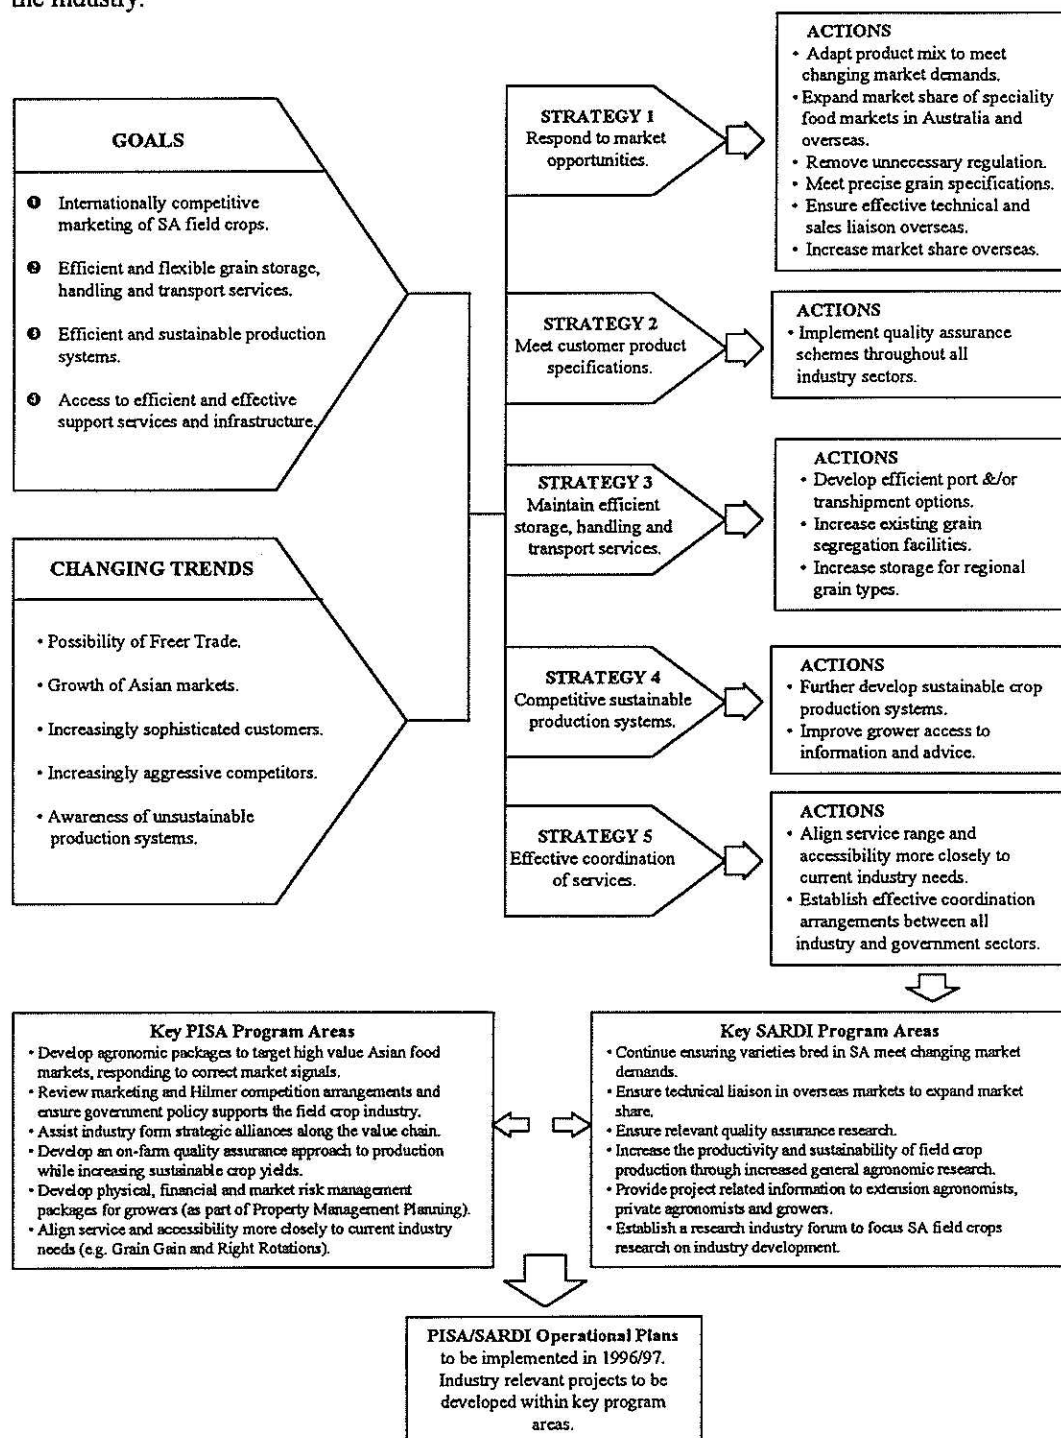 the industry.
GOALS
❶ Internationally competitive
marketing of SA field crops.
❷ Efficient and flexible grain storage,
handling and transport services.
❸ Efficient and sustainable production
systems.
❹ Access to efficient and effective
support services and infrastructure.
CHANGING TRENDS
• Possibility of Freer Trade.
• Growth of Asian markets.
• Increasingly sophisticated customers.
• Increasingly aggressive competitors.
• Awareness of unsustainable
production systems.
STRATEGY 1
Respond to market
opportunities.
ACTIONS
• Adapt product mix to meet
changing market demands.
• Expand market share of speciality
food markets in Australia and
overseas.
• Remove unnecessary regulation.
• Meet precise grain specifications.
• Ensure effective technical and
sales liaison overseas.
• Increase market share overseas.
STRATEGY 2
Meet customer product
specifications.
ACTIONS
• Implement quality assurance
schemes throughout all
industry sectors.
STRATEGY 3
Maintain efficient
storage, handling and
transport services.
ACTIONS
• Develop efficient port &/or
transhipment options.
• Increase existing grain
segregation facilities.
• Increase storage for regional
grain types.
STRATEGY 4
Competitive sustainable
production systems.
ACTIONS
• Further develop sustainable crop
production systems.
• Improve grower access to
information and advice.
STRATEGY 5
Effective coordination
of services.
ACTIONS
• Align service range and
accessibility more closely to
current industry needs.
• Establish effective coordination
arrangements between all
industry and government sectors.
Key PISA Program Areas
• Develop agronomic packages to target high value Asian food
markets, responding to correct market signals.
• Review marketing and Hilmer competition arrangements and
ensure government policy supports the field crop industry.
• Assist industry form strategic alliances along the value chain.
• Develop an on-farm quality assurance approach to production
while increasing sustainable crop yields.
• Develop physical, financial and market risk management
packages for growers (as part of Property Management Planning).
• Align service and accessibility more closely to current industry
needs (e.g. Grain Gain and Right Rotations).
Key SARDI Program Areas
• Continue ensuring varieties bred in SA meet changing market
demands.
• Ensure technical liaison in overseas markets to expand market
share.
• Ensure relevant quality assurance research.
• Increase the productivity and sustainability of field crop
production through increased general agronomic research.
• Provide project related information to extension agronomists,
private agronomists and growers.
• Establish a research industry forum to focus SA field crops
research on industry development.
PISA/SARDI Operational Plans
to be implemented in 1996/97.
Industry relevant projects to be
developed within key program
areas.